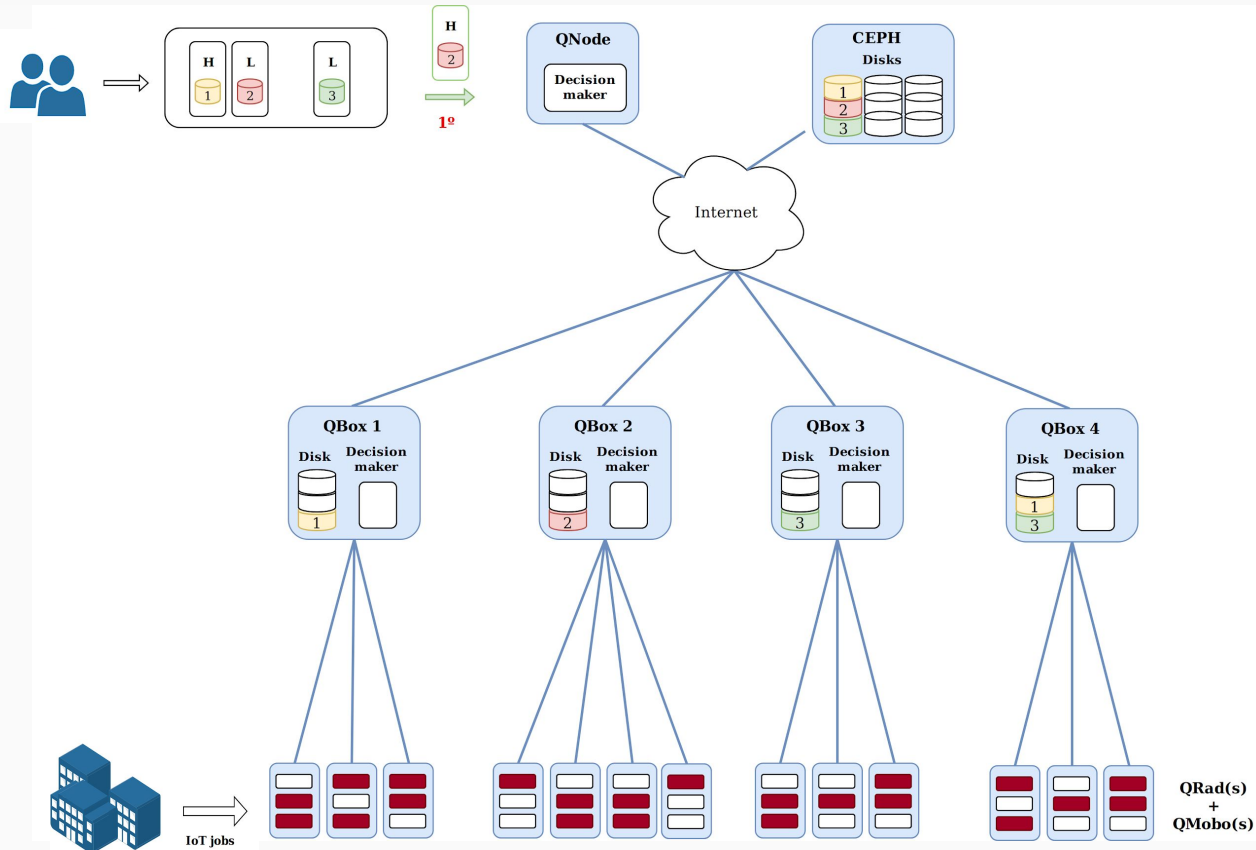 H
L
L
1
2
3
H
2
1º
QNode
Decision
maker
CEPH
Disks
1
2
3
Internet
QBox 1
Disk
Decision
maker
1
QBox 2
Disk
Decision
maker
2
QBox 3
Disk
Decision
maker
3
QBox 4
Disk
Decision
maker
1
3
IoT jobs
QRad(s)
+
QMobo(s)